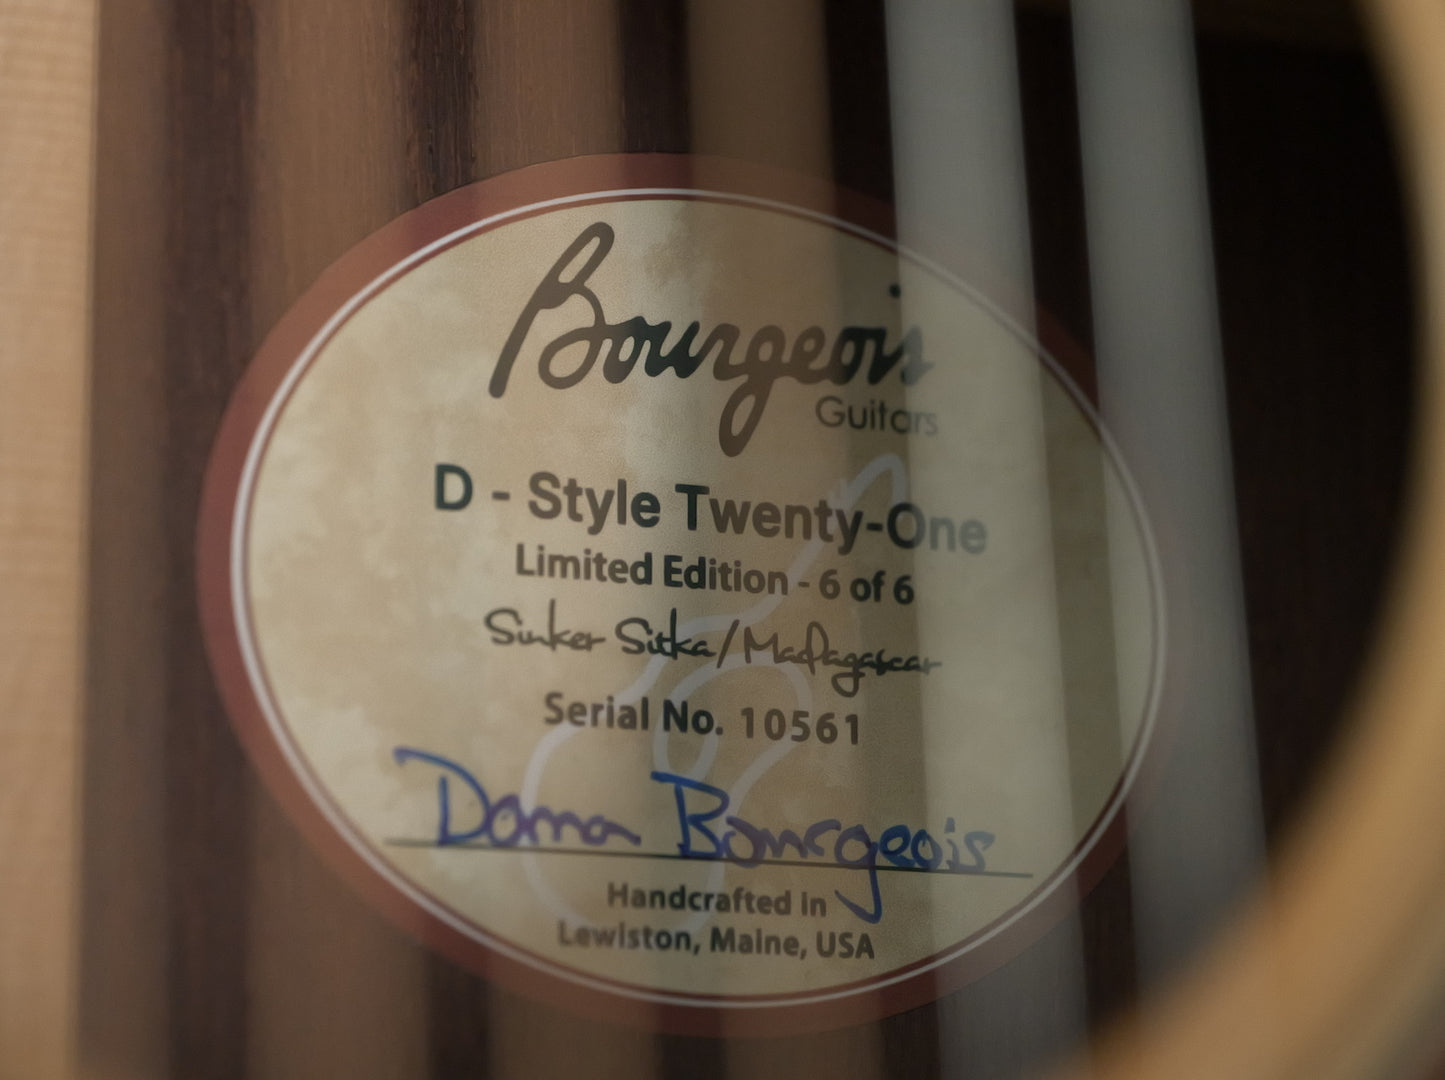 Bourgeois
Guitars
D - Style Twenty-One
Limited Edition - 6 of 6
Sinker Sitka/Madagascar
Serial No. 10561
Dana Bourgeois
Handcrafted in
Lewiston, Maine, USA